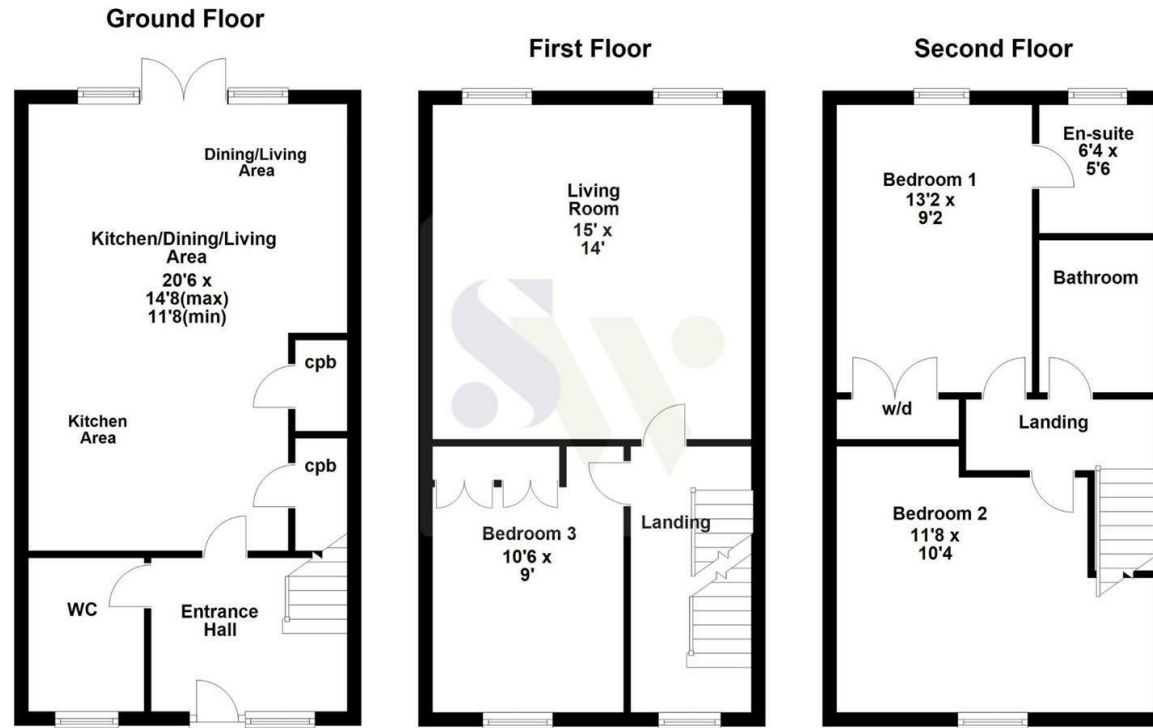 Ground Floor
Dining/Living
Area
Kitchen/Dining/Living
Area
20'6 x
14'8(max)
11'8(min)
cpb
Kitchen
Area
cpb
WC
Entrance
Hall
First Floor
Living
Room
15' x
14'
Bedroom 3
10'6 x
9'
Landing
Second Floor
Bedroom 1
13'2 x
9'2
En-suite
6'4 x
5'6
Bathroom
w/d
Landing
Bedroom 2
11'8 x
10'4
SW